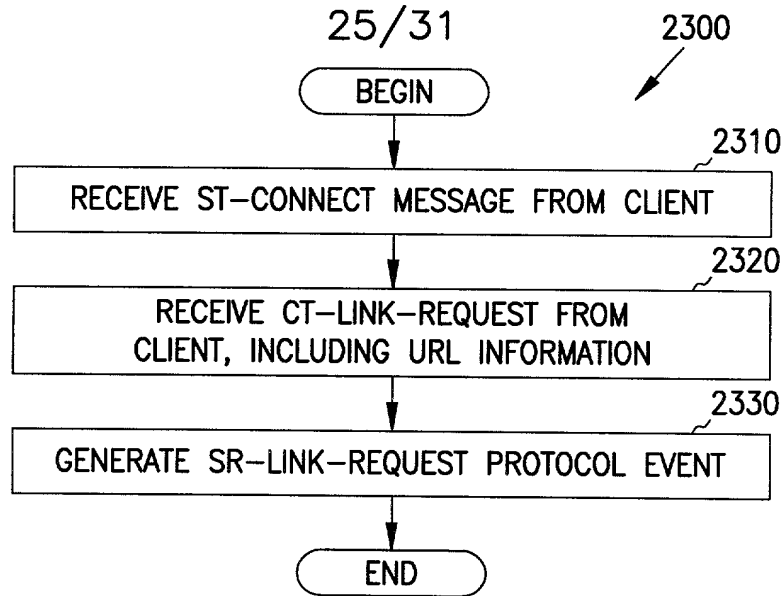 25/31
2300
BEGIN
2310
RECEIVE ST-CONNECT MESSAGE FROM CLIENT
2320
RECEIVE CT-LINK-REQUEST FROM
CLIENT, INCLUDING URL INFORMATION
2330
GENERATE SR-LINK-REQUEST PROTOCOL EVENT
END